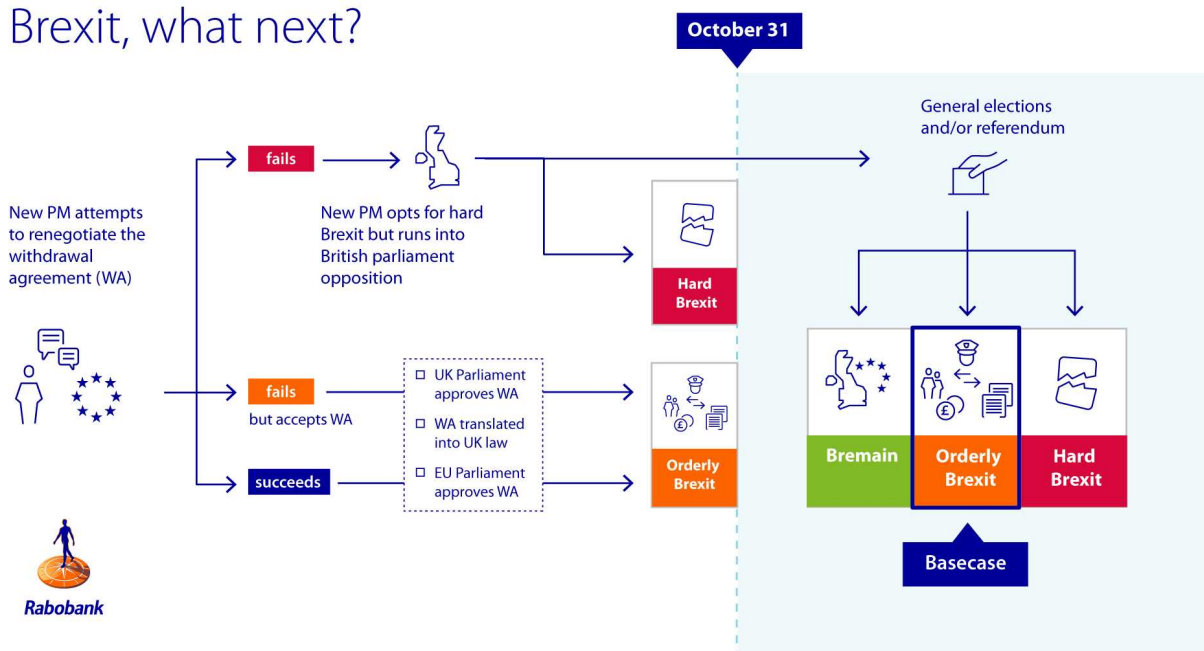 Brexit, what next?
October 31
General elections
and/or referendum
fails
New PM attempts
to renegotiate the
withdrawal
agreement (WA)
New PM opts for hard
Brexit but runs into
British parliament
opposition
Hard
Brexit
fails
but accepts WA
UK Parliament
approves WA
WA translated
into UK law
EU Parliament
approves WA
succeeds
£
Orderly
Brexit
£
Bremain
Orderly
Brexit
Hard
Brexit
Basecase
Rabobank